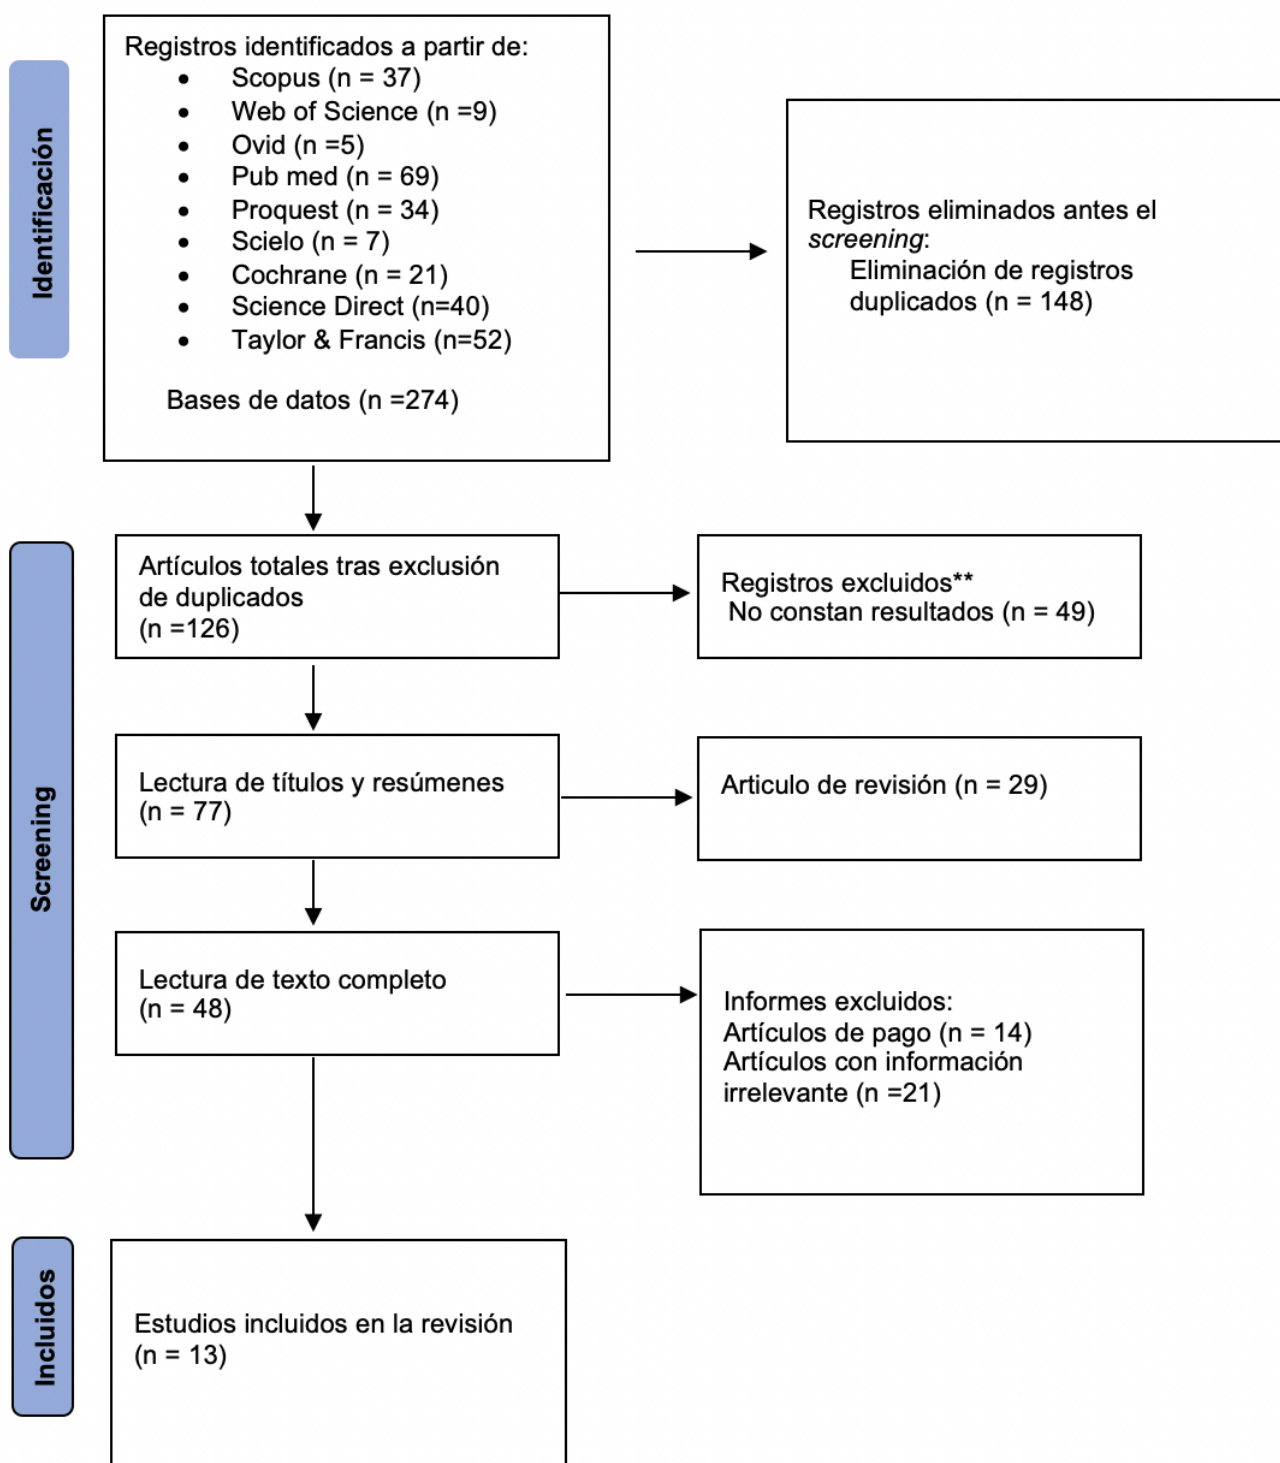 Identificación
Registros identificados a partir de:
• Scopus (n = 37)
• Web of Science (n =9)
• Ovid (n =5)
• Pub med (n = 69)
• Proquest (n = 34)
• Scielo (n = 7)
• Cochrane (n = 21)
• Science Direct (n=40)
• Taylor & Francis (n=52)
Bases de datos (n =274)
Registros eliminados antes el
screening:
Eliminación de registros
duplicados (n = 148)
Screening
Artículos totales tras exclusión
de duplicados
(n =126)
Registros excluidos**
No constan resultados (n = 49)
Lectura de títulos y resúmenes
(n = 77)
Articulo de revisión (n = 29)
Lectura de texto completo
(n = 48)
Informes excluidos:
Artículos de pago (n = 14)
Artículos con información
irrelevante (n =21)
Incluidos
Estudios incluidos en la revisión
(n = 13)